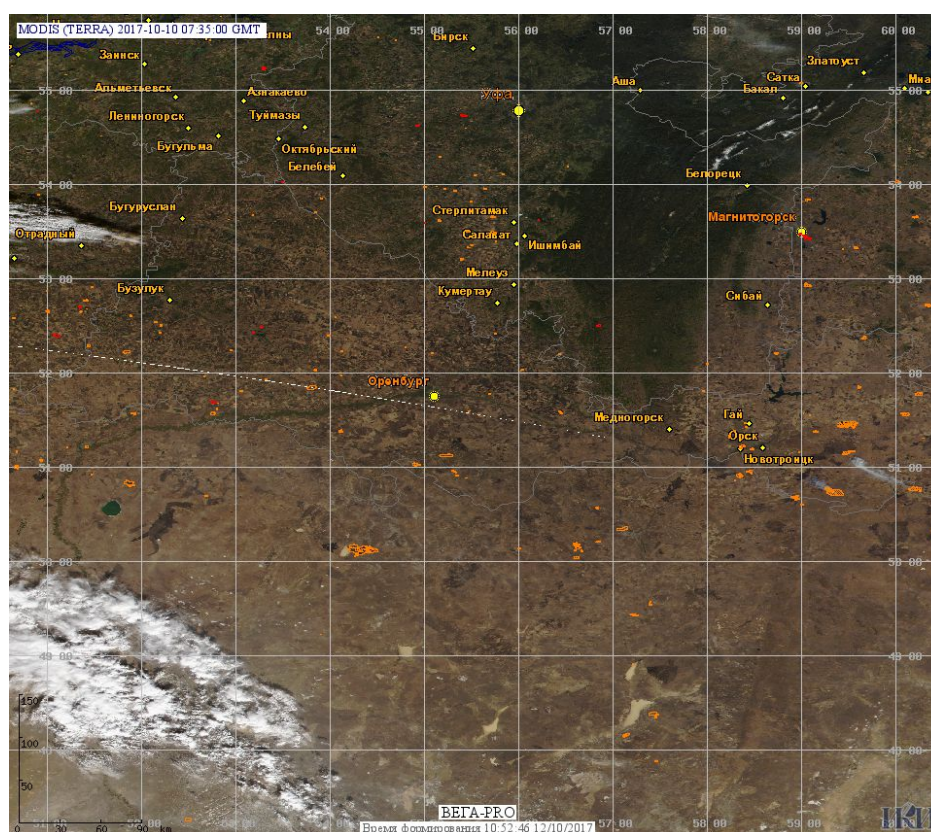 MODIS (TERRA) 2017-10-10 07:35:00 GMT
54 00
55 00
56 00
57 00
58 00
59 00
60 00
Бирск
Заинск
Златоуст
Сатка
Аша
Бакал
Миа
Альметьевск
Азнакаево
Уфа
55 00
Лениногорск
Туймазы
Бугульма
Октябрьский
Белебей
Белорецк
54 00
54 00
Бугуруслан
Стерлитамак
Магнитогорск
Отрадный
Салават
Ишимбай
Мелеуз
53 00
53 00
Бузулук
Кумертау
Сибай
52 00
52 00
Оренбург
Медногорск
Гай
Орск
Новотроицк
51 00
51 00
50 00
50 00
49 00
49 00
150
100
50
0 30 60 90 km
ВЕГА-PRO
Время формирования 10:52:46 12/10/2017
ИКИ